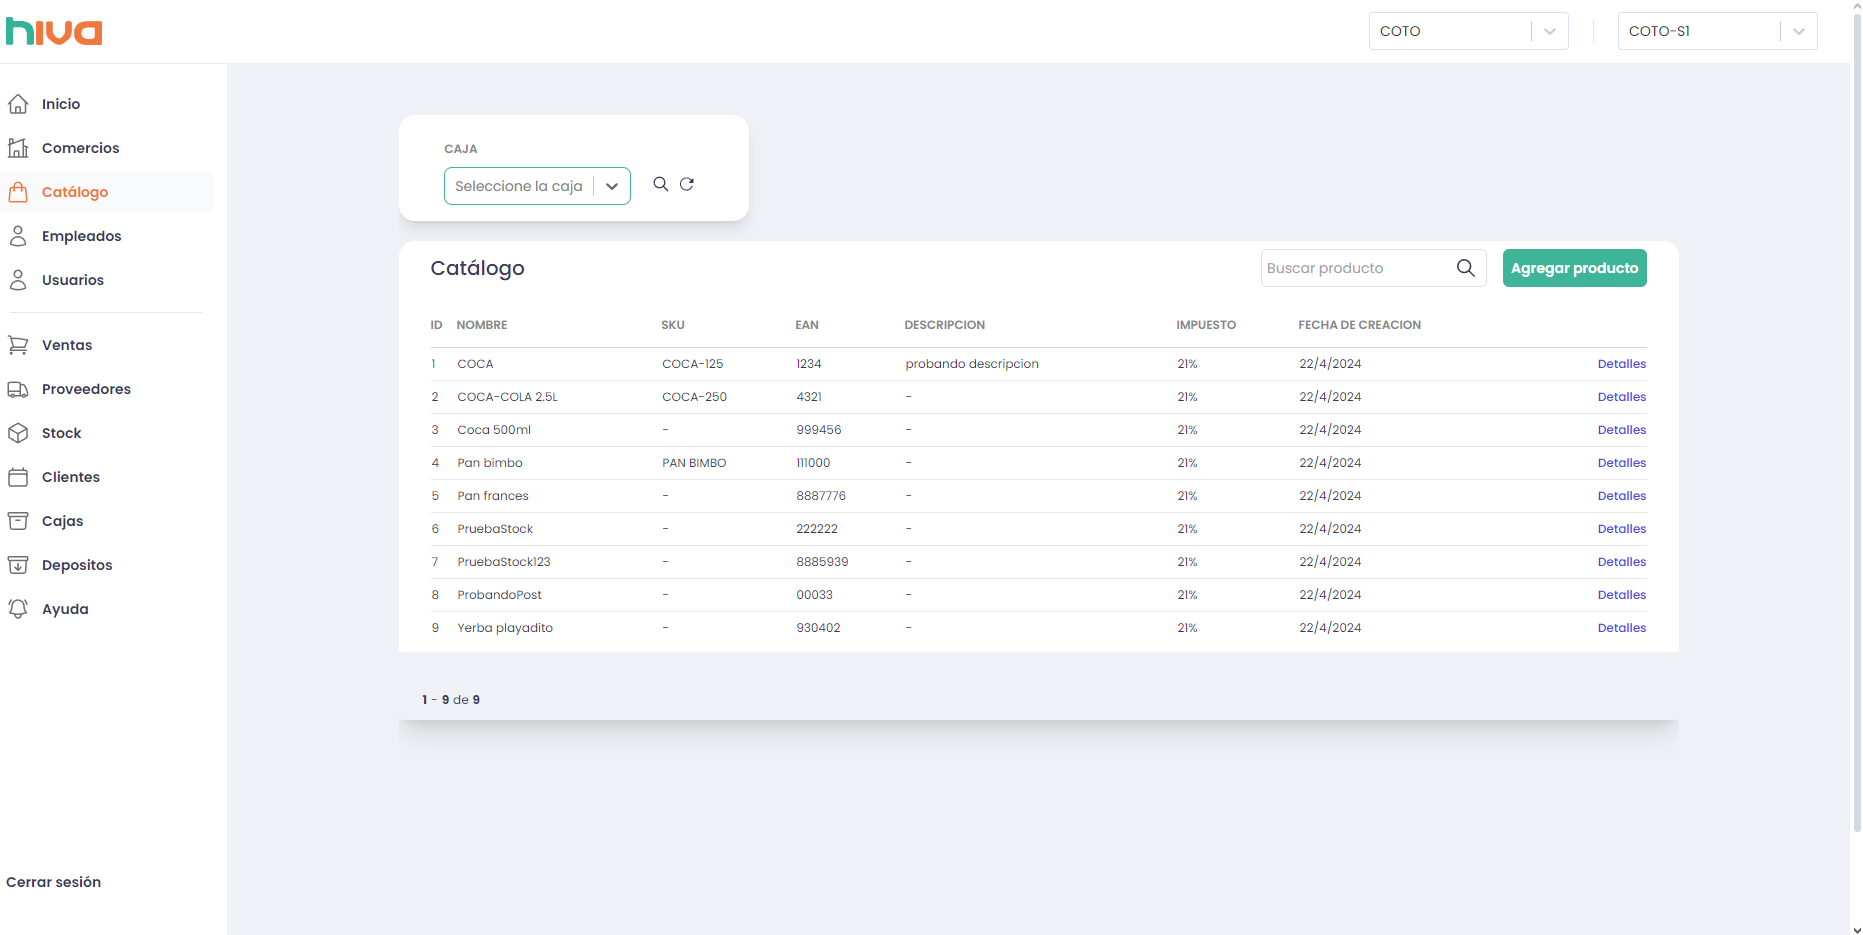 hiva
COTO
COTO-S1
Inicio
Comercios
Catálogo
Empleados
Usuarios
Ventas
Proveedores
Stock
Clientes
Cajas
Depositos
Ayuda
Cerrar sesión
CAJA
Seleccione la caja
Catálogo
Buscar producto
Agregar producto
ID NOMBRE SKU EAN DESCRIPCION IMPUESTO FECHA DE CREACION
1 COCA COCA-125 1234 probando descripcion 21% 22/4/2024 Detalles
2 COCA-COLA 2.5L COCA-250 4321 - 21% 22/4/2024 Detalles
3 Coca 500ml - 999456 - 21% 22/4/2024 Detalles
4 Pan bimbo PAN BIMBO 111000 - 21% 22/4/2024 Detalles
5 Pan frances - 8887776 - 21% 22/4/2024 Detalles
6 PruebaStock - 222222 - 21% 22/4/2024 Detalles
7 PruebaStock123 - 8885939 - 21% 22/4/2024 Detalles
8 ProbandoPost - 00033 - 21% 22/4/2024 Detalles
9 Yerba playadito - 930402 - 21% 22/4/2024 Detalles
1 - 9 de 9